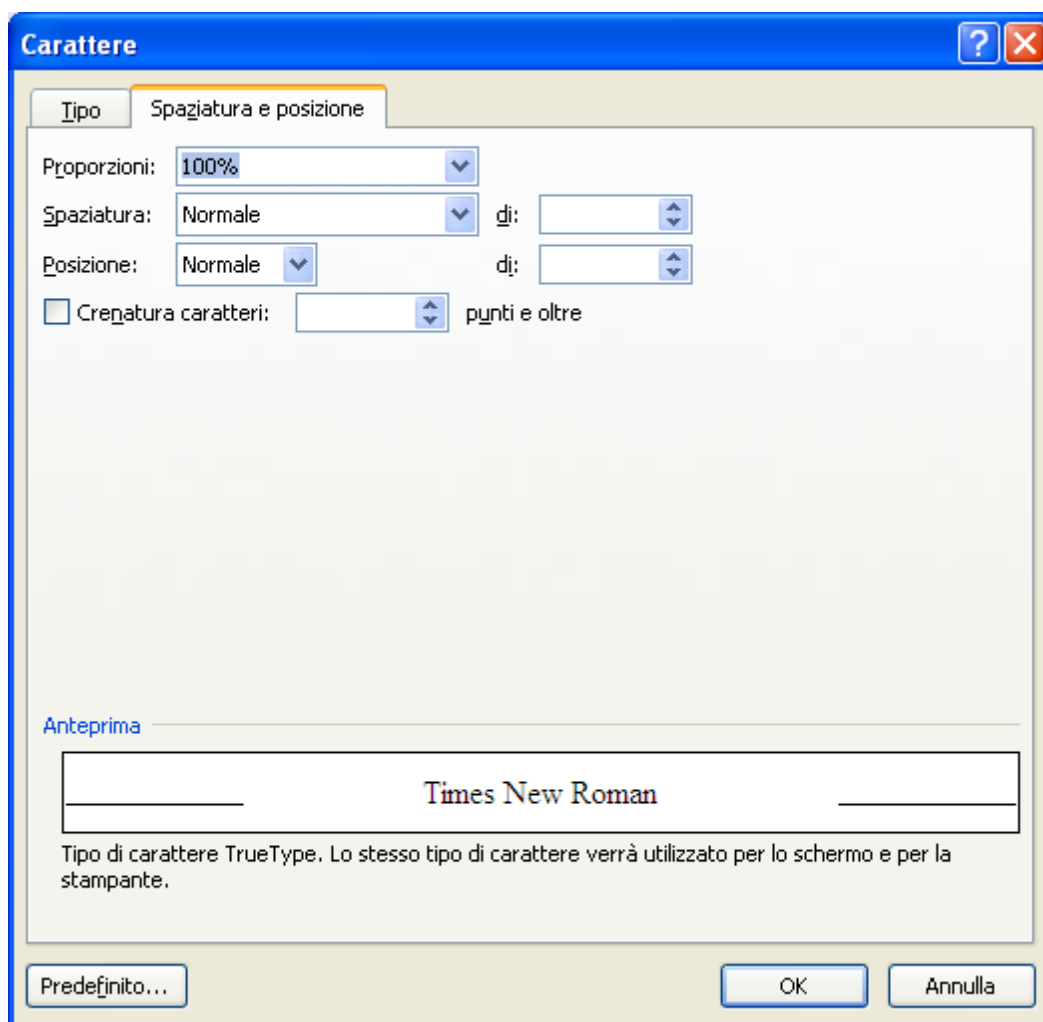 Carattere
Tipo Spaziatura e posizione
Proporzioni: 100%
Spaziatura: Normale di:
Posizione: Normale di:
Crenatura caratteri: punti e oltre
Anteprima
Times New Roman
Tipo di carattere TrueType. Lo stesso tipo di carattere verrà utilizzato per lo schermo e per la
stampante.
Predefinito... OK Annulla